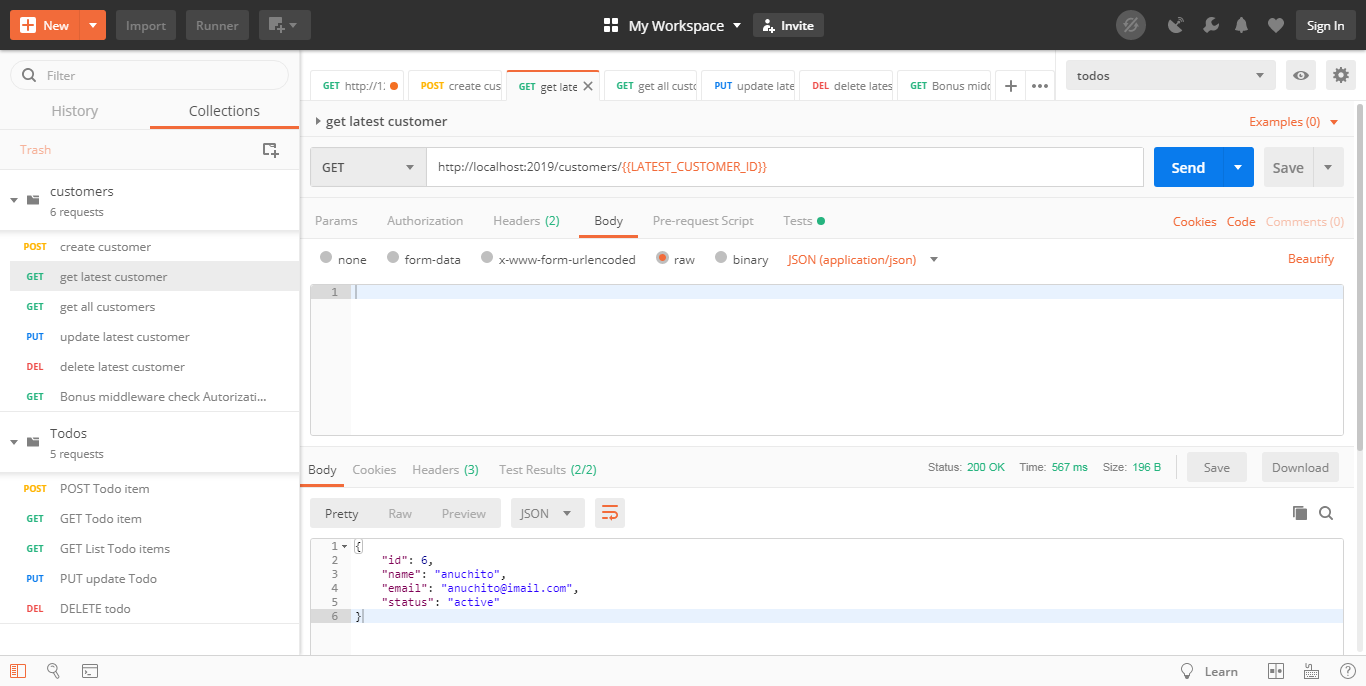 New
Import
Runner
My Workspace
Invite
Sign In
Filter
History
Collections
Trash
customers
6 requests
POST create customer
GET get latest customer
GET get all customers
PUT update latest customer
DEL delete latest customer
GET Bonus middleware check Autorizati...
Todos
5 requests
POST POST Todo item
GET GET Todo item
GET GET List Todo items
PUT PUT update Todo
DEL DELETE todo
GET http://1
POST create cus
GET get late
GET get all custo
PUT update late
DEL delete lates
GET Bonus midd
todos
get latest customer
Examples (0)
GET
http://localhost:2019/customers/{{LATEST_CUSTOMER_ID}}
Send
Save
Params
Authorization
Headers (2)
Body
Pre-request Script
Tests
Cookies
Code
Comments (0)
none
form-data
x-www-form-urlencoded
raw
binary
JSON (application/json)
Beautify
1
Body
Cookies
Headers (3)
Test Results (2/2)
Status: 200 OK
Time: 567 ms
Size: 196 B
Save
Download
Pretty
Raw
Preview
JSON
1 {
2 "id": 6,
3 "name": "anuchito",
4 "email": "anuchito@imail.com",
5 "status": "active"
6 }
Learn